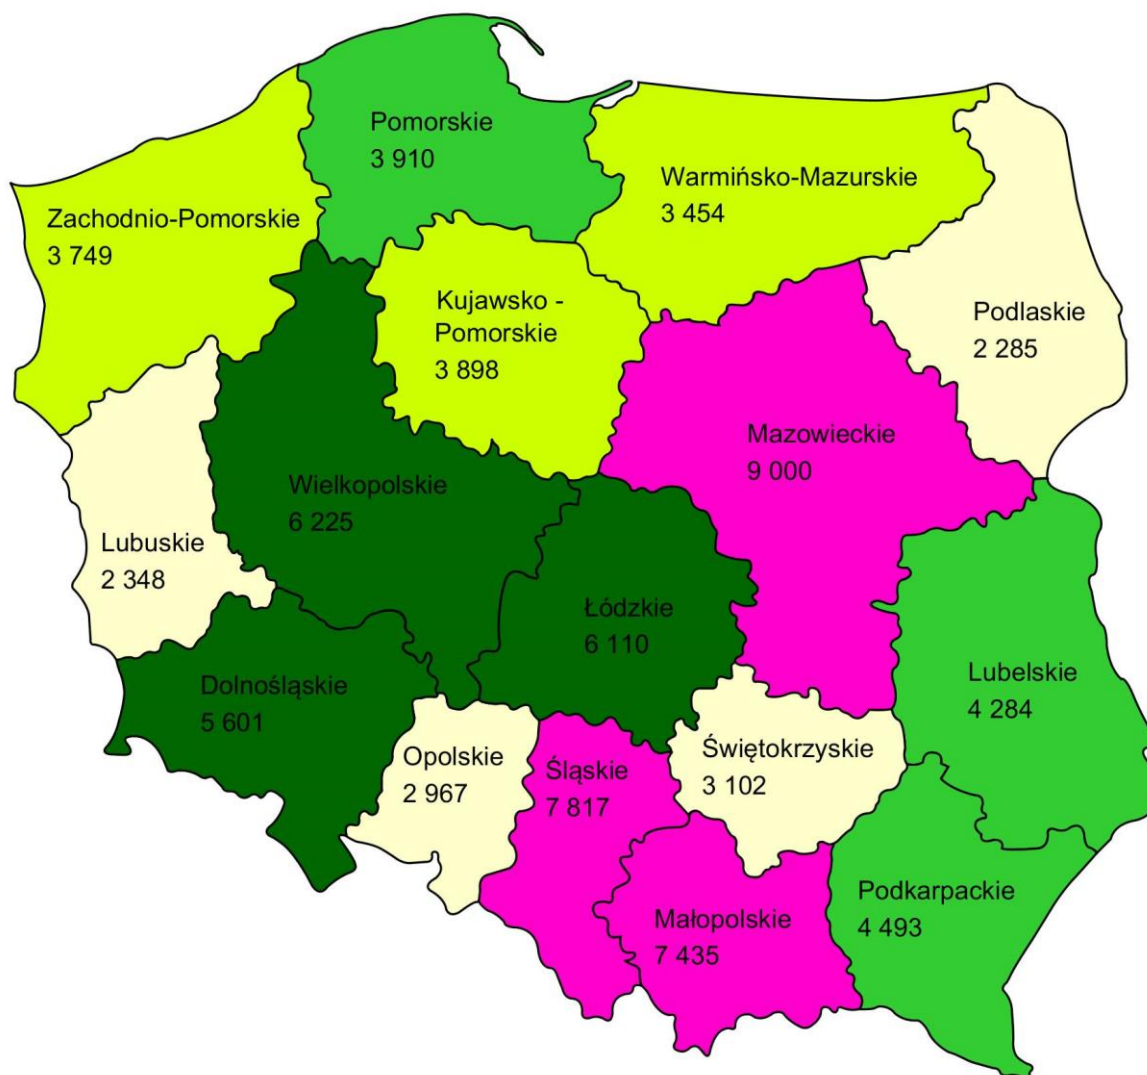 Pomorskie
3 910
Warmińsko-Mazurskie
3 454
Zachodnio-Pomorskie
3 749
Kujawsko -
Pomorskie
3 898
Podlaskie
2 285
Mazowieckie
9 000
Wielkopolskie
6 225
Lubuskie
2 348
Łódzkie
6 110
Lubelskie
4 284
Dolnośląskie
5 601
Opolskie
2 967
Śląskie
7 817
Świętokrzyskie
3 102
Podkarpackie
4 493
Małopolskie
7 435